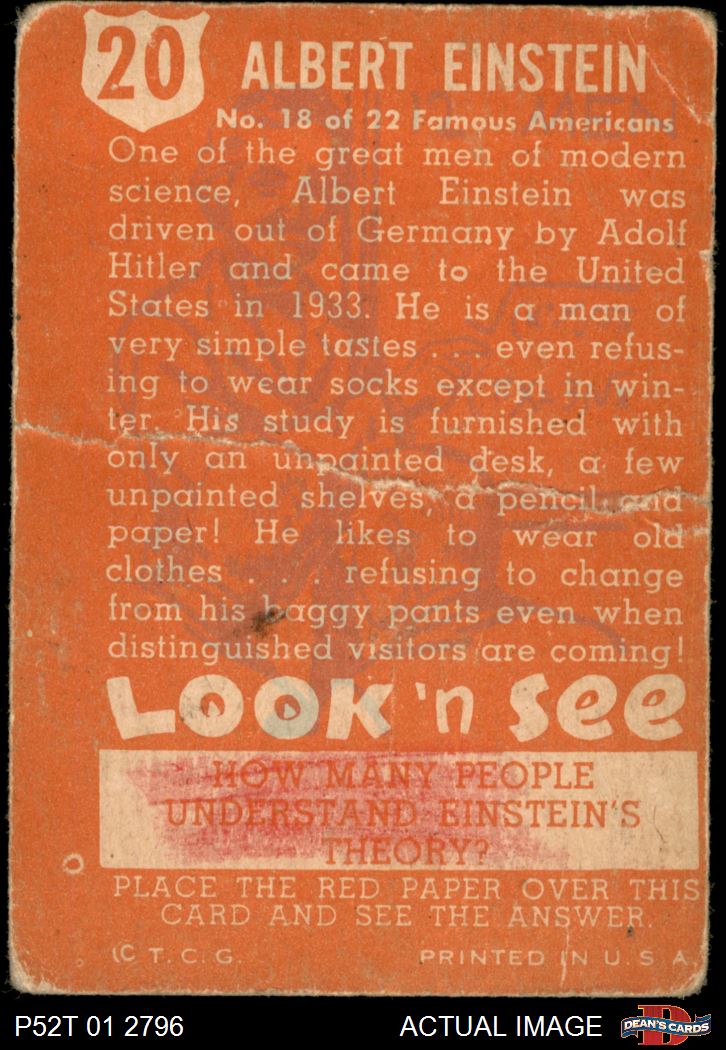 20
ALBERT EINSTEIN
No. 18 of 22 Famous Americans
One of the great men of modern
science, Albert Einstein was
driven out of Germany by Adolf
Hitler and came to the United
States in 1933. He is a man of
very simple tastes . . . even refus-
ing to wear socks except in win-
ter. His study is furnished with
only an unpainted desk, a few
unpainted shelves, a pencil and
paper! He likes to wear old
clothes . . . refusing to change
from his baggy pants even when
distinguished visitors are coming!
LOOK 'n SEE
HOW MANY PEOPLE
UNDERSTAND EINSTEIN'S
THEORY?
PLACE THE RED PAPER OVER THIS
CARD AND SEE THE ANSWER.
(C T. C. G. PRINTED IN U. S A.
P52T 01 2796 ACTUAL IMAGE D DEAN'S CARDS